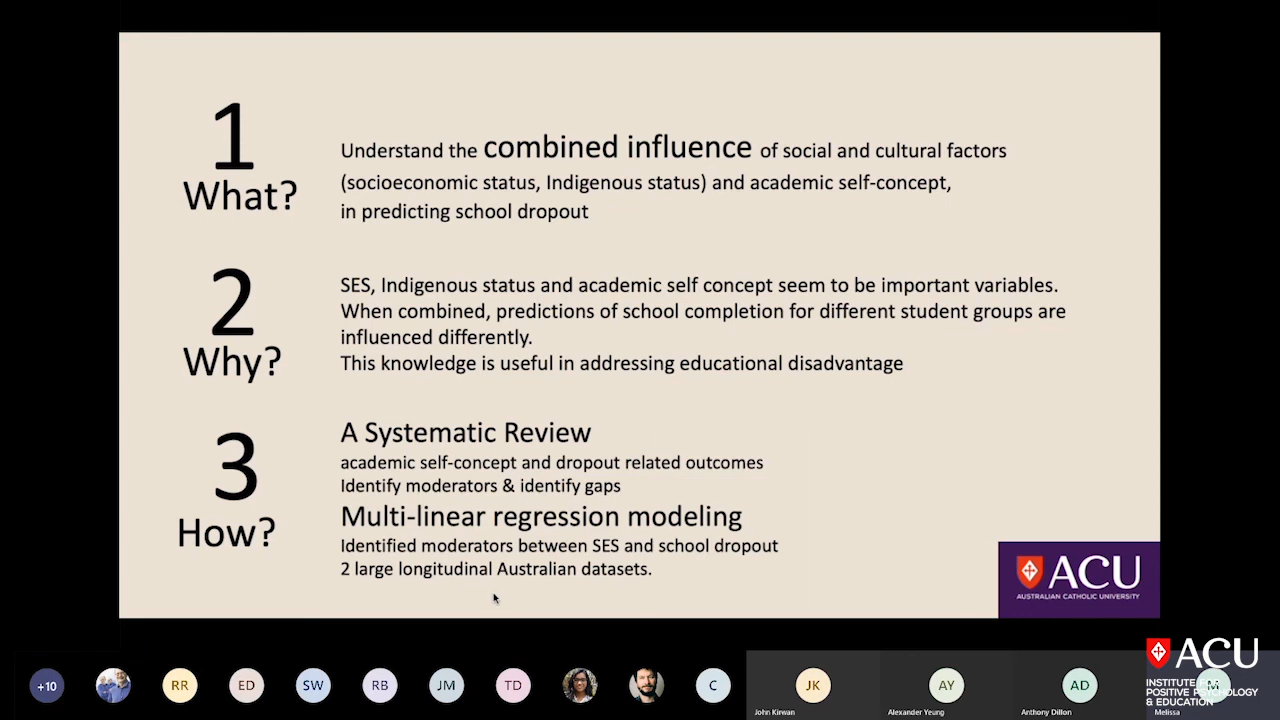 1
What?
Understand the combined influence of social and cultural factors
(socioeconomic status, Indigenous status) and academic self-concept,
in predicting school dropout
2
Why?
SES, Indigenous status and academic self concept seem to be important variables.
When combined, predictions of school completion for different student groups are
influenced differently.
This knowledge is useful in addressing educational disadvantage
3
How?
A Systematic Review
academic self-concept and dropout related outcomes
Identify moderators & identify gaps
Multi-linear regression modeling
Identified moderators between SES and school dropout
2 large longitudinal Australian datasets.
ACU
AUSTRALIAN CATHOLIC UNIVERSITY
+10
RR
ED
SW
RB
JM
TD
C
JK
John Kirwan
AY
Alexander Yeung
AD
Anthony Dillon
Melissa
ACU
INSTITUTE FOR
POSITIVE PSYCHOLOGY
& EDUCATION